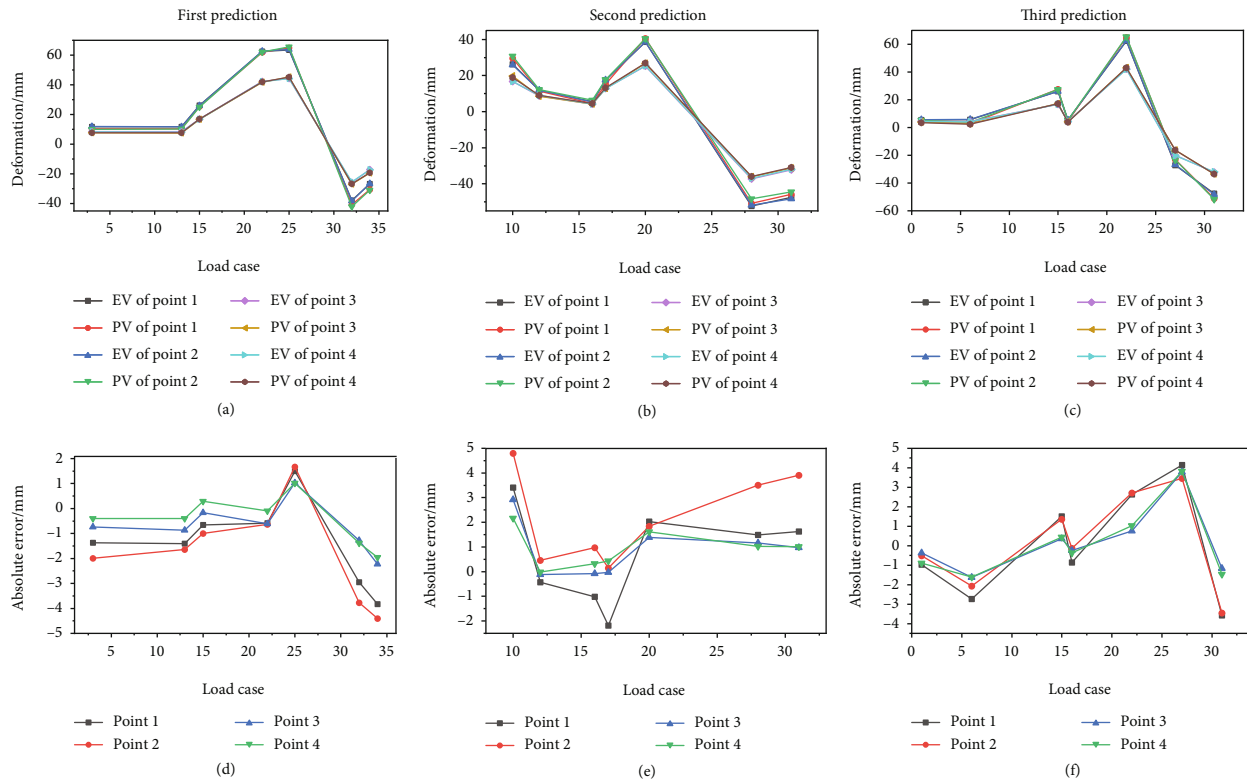 First prediction
Deformation/mm
60
40
20
0
−20
−40
5 10 15 20 25 30 35
Load case
EV of point 1
EV of point 3
PV of point 1
PV of point 3
EV of point 2
EV of point 4
PV of point 2
PV of point 4
(a)
Second prediction
Deformation/mm
40
20
0
−20
−40
10 15 20 25 30
Load case
EV of point 1
EV of point 3
PV of point 1
PV of point 3
EV of point 2
EV of point 4
PV of point 2
PV of point 4
(b)
Third prediction
Deformation/mm
60
40
20
0
−20
−40
−60
0 5 10 15 20 25 30
Load case
EV of point 1
EV of point 3
PV of point 1
PV of point 3
EV of point 2
EV of point 4
PV of point 2
PV of point 4
(c)
Absolute error/mm
2
1
0
−1
−2
−3
−4
−5
5 10 15 20 25 30 35
Load case
Point 1
Point 3
Point 2
Point 4
(d)
Absolute error/mm
5
4
3
2
1
0
−1
−2
10 15 20 25 30
Load case
Point 1
Point 3
Point 2
Point 4
(e)
Absolute error/mm
5
4
3
2
1
0
−1
−2
−3
−4
0 5 10 15 20 25 30
Load case
Point 1
Point 3
Point 2
Point 4
(f)